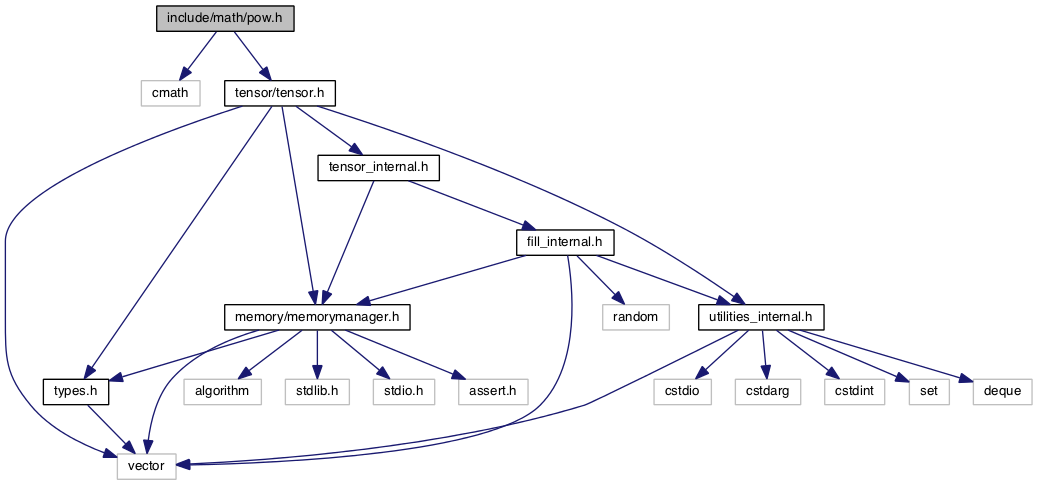 include/math/pow.h
cmath
tensor/tensor.h
tensor_internal.h
fill_internal.h
memory/memorymanager.h
random
utilities_internal.h
types.h
algorithm
stdlib.h
stdio.h
assert.h
cstdio
cstdarg
cstdint
set
deque
vector